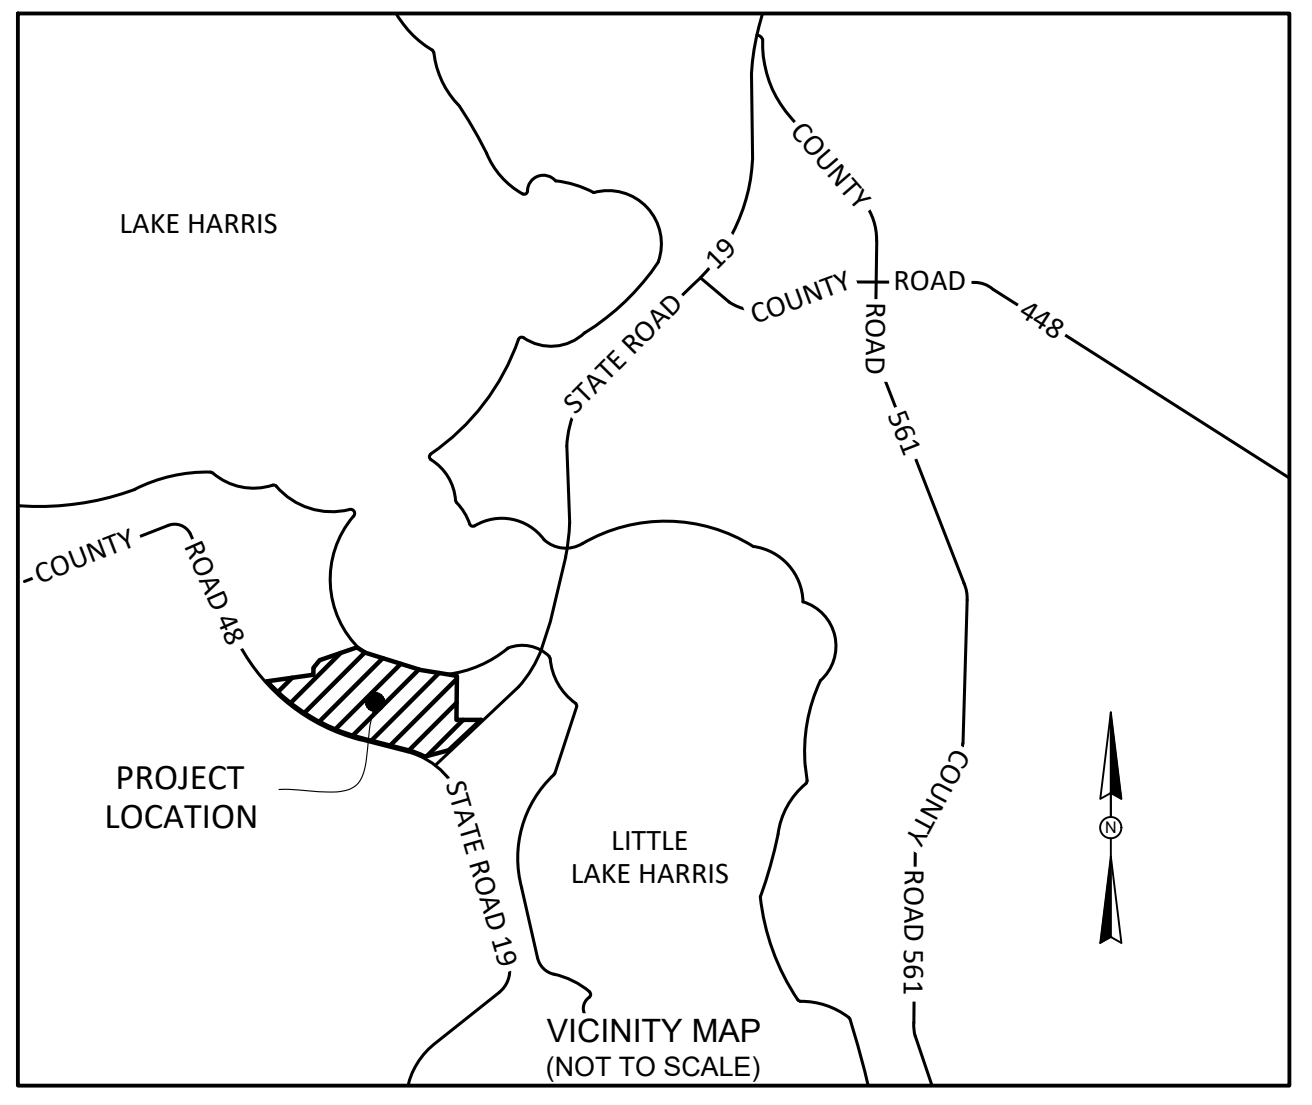 COUNTY
LAKE HARRIS
19
COUNTY ROAD
448
ROAD
STATE ROAD
561
COUNTY
ROAD 48
PROJECT
LOCATION
STATE ROAD 19
LITTLE
LAKE HARRIS
COUNTY
ROAD 561
N
VICINITY MAP
(NOT TO SCALE)